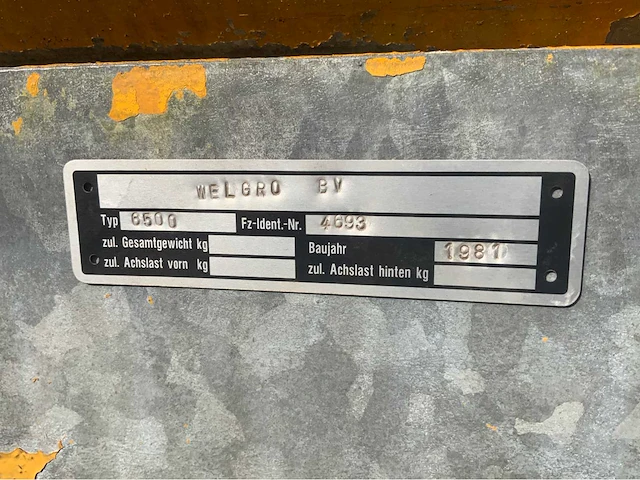 WELGRO BV
Typ 6500 Fz-Ident.-Nr. 4693
zul. Gesamtgewicht kg Baujahr 1981
zul. Achslast vorn kg zul. Achslast hinten kg